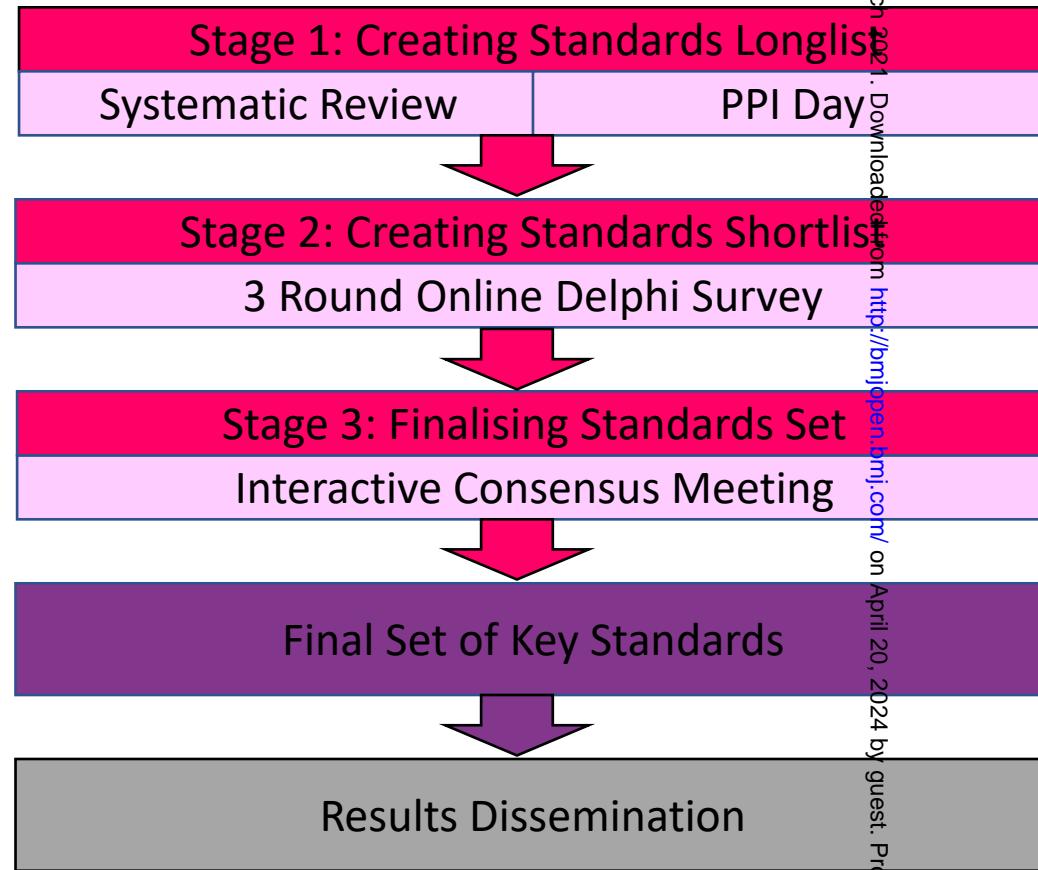 Stage 1: Creating Standards Longlist
Systematic Review
PPI Day
Stage 2: Creating Standards Shortlist
3 Round Online Delphi Survey
Stage 3: Finalising Standards Set
Interactive Consensus Meeting
Final Set of Key Standards
Results Dissemination
2021. Downloaded from http://bmjopen.bmj.com/ on April 20, 2024 by guest.